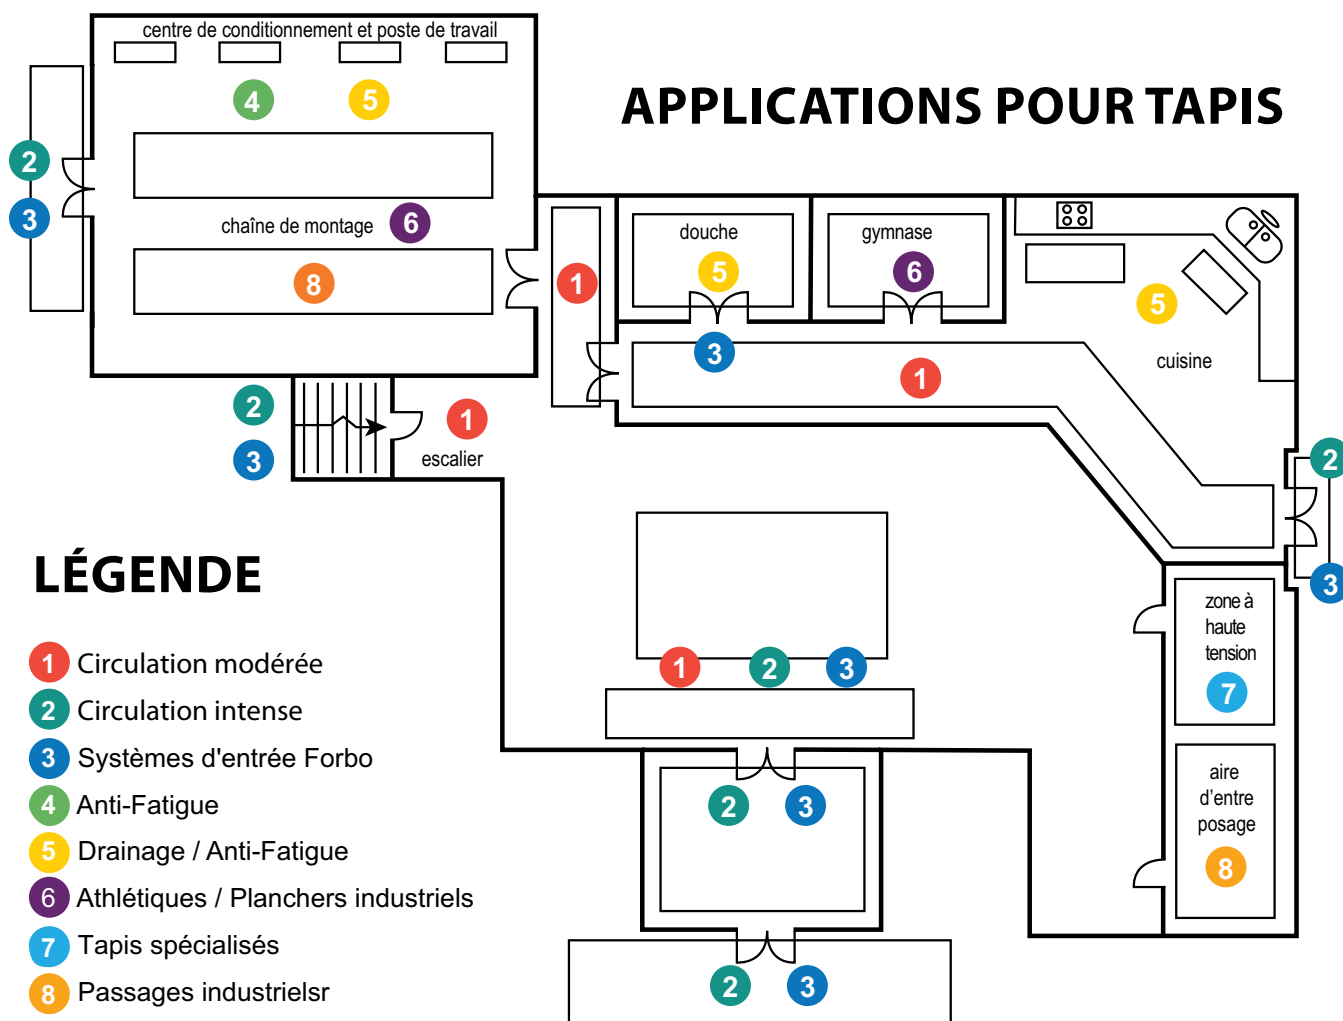 centre de conditionnement et poste de travail
4
5
APPLICATIONS POUR TAPIS
2
3
chaîne de montage
6
8
1
douche
5
gymnase
6
5
cuisine
3
1
2
3
1
escalier
2
3
LÉGENDE
1 Circulation modérée
2 Circulation intense
3 Systèmes d'entrée Forbo
4 Anti-Fatigue
5 Drainage / Anti-Fatigue
6 Athlétiques / Planchers industriels
7 Tapis spécialisés
8 Passages industrielsr
1
2
3
2
3
2
3
zone à
haute
tension
7
aire
d'entre
posage
8